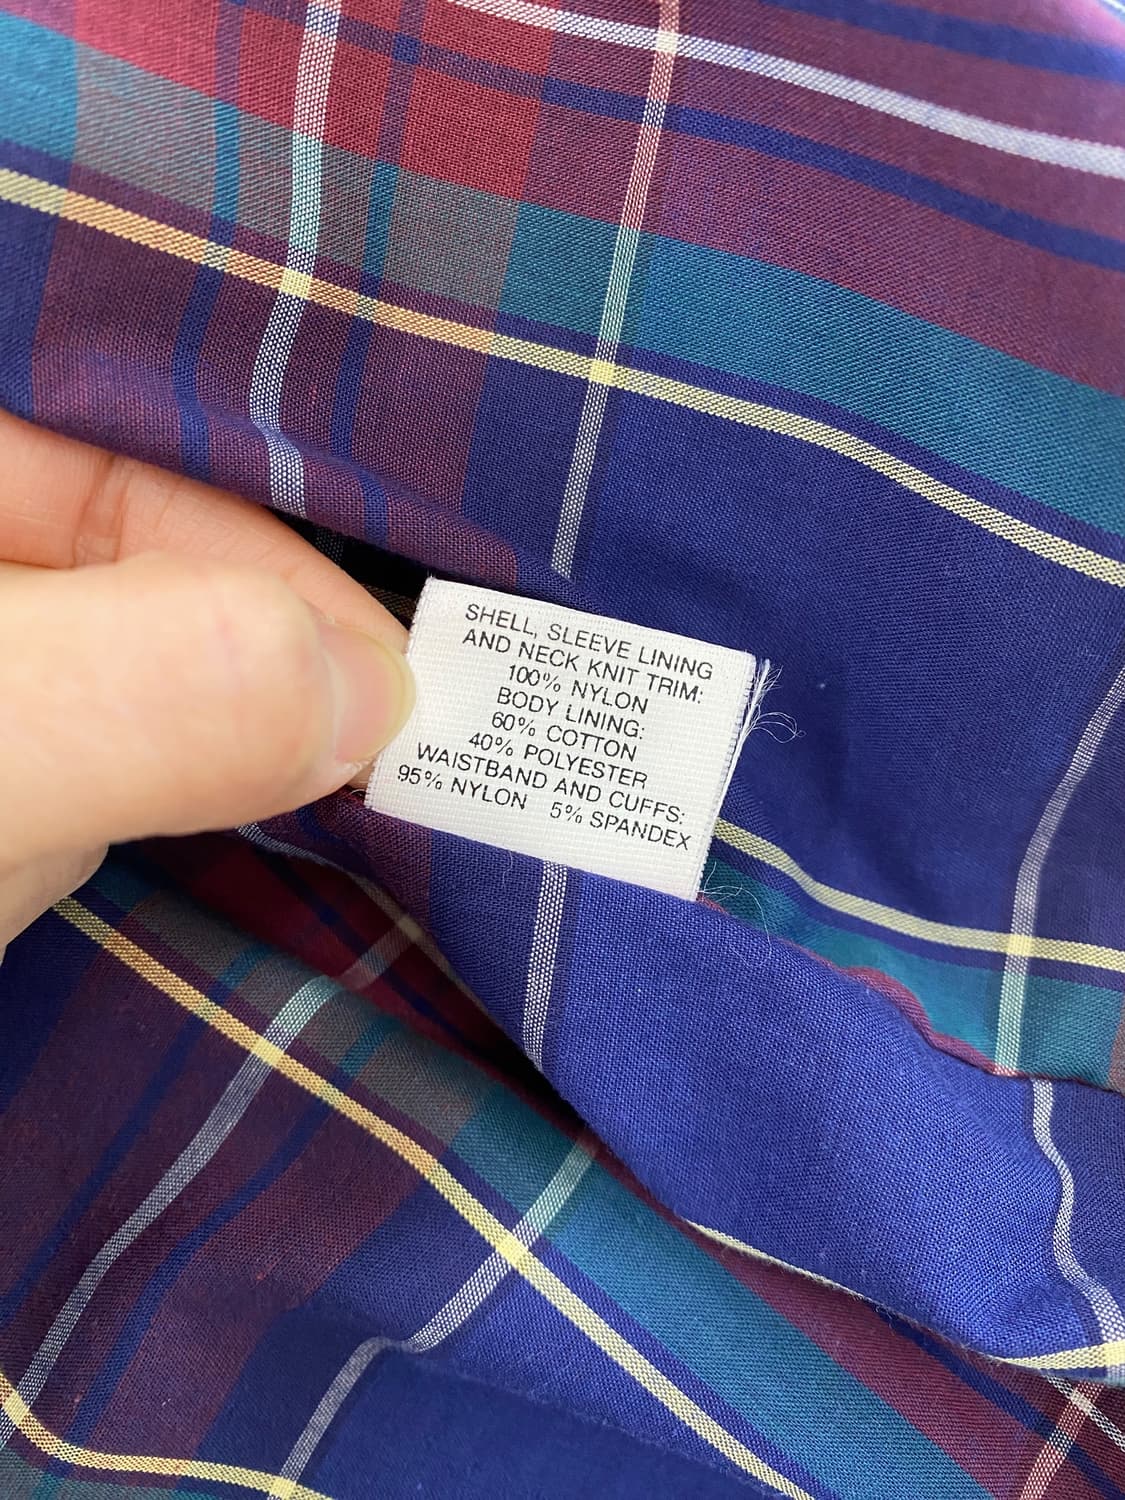 SHELL, SLEEVE LINING
AND NECK KNIT TRIM:
100% NYLON
BODY LINING:
60% COTTON
40% POLYESTER
WAISTBAND AND CUFFS:
95% NYLON 5% SPANDEX